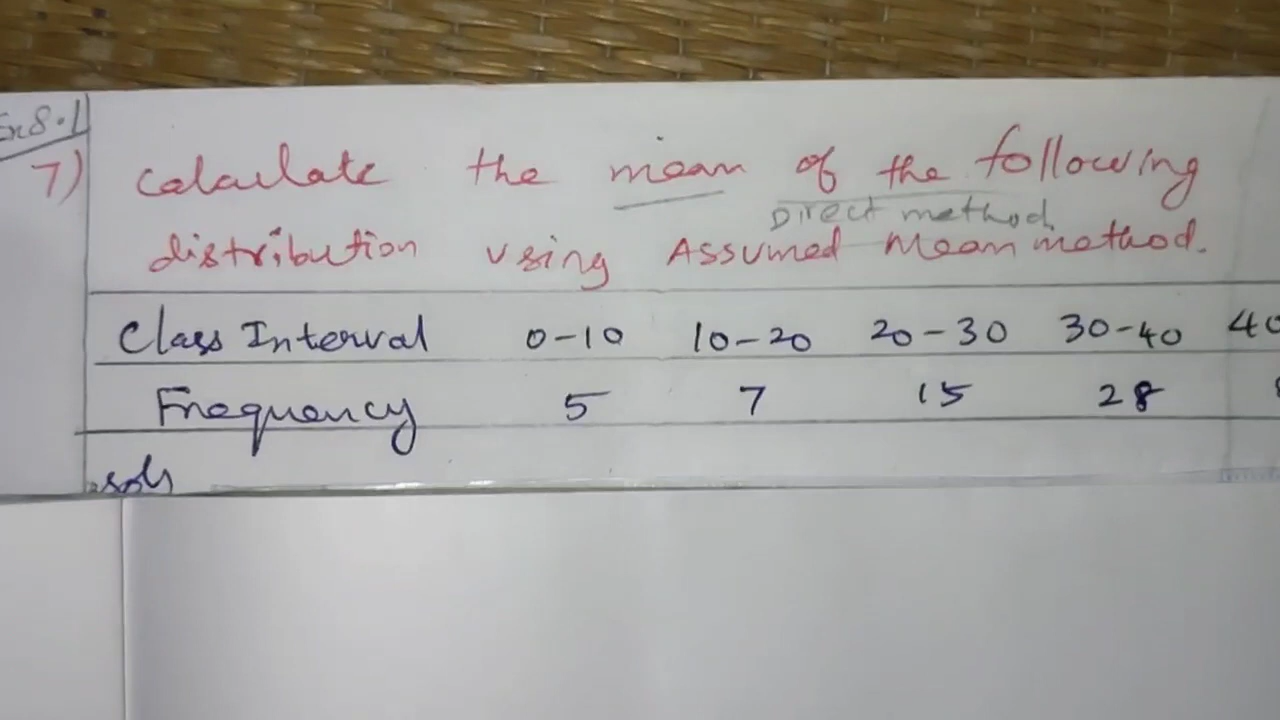 Ex 8.1
7) Calculate the mean of the following
Direct method
distribution using Assumed Mean method.
Class Interval 0-10 10-20 20-30 30-40 40
Frequency 5 7 15 28
soln